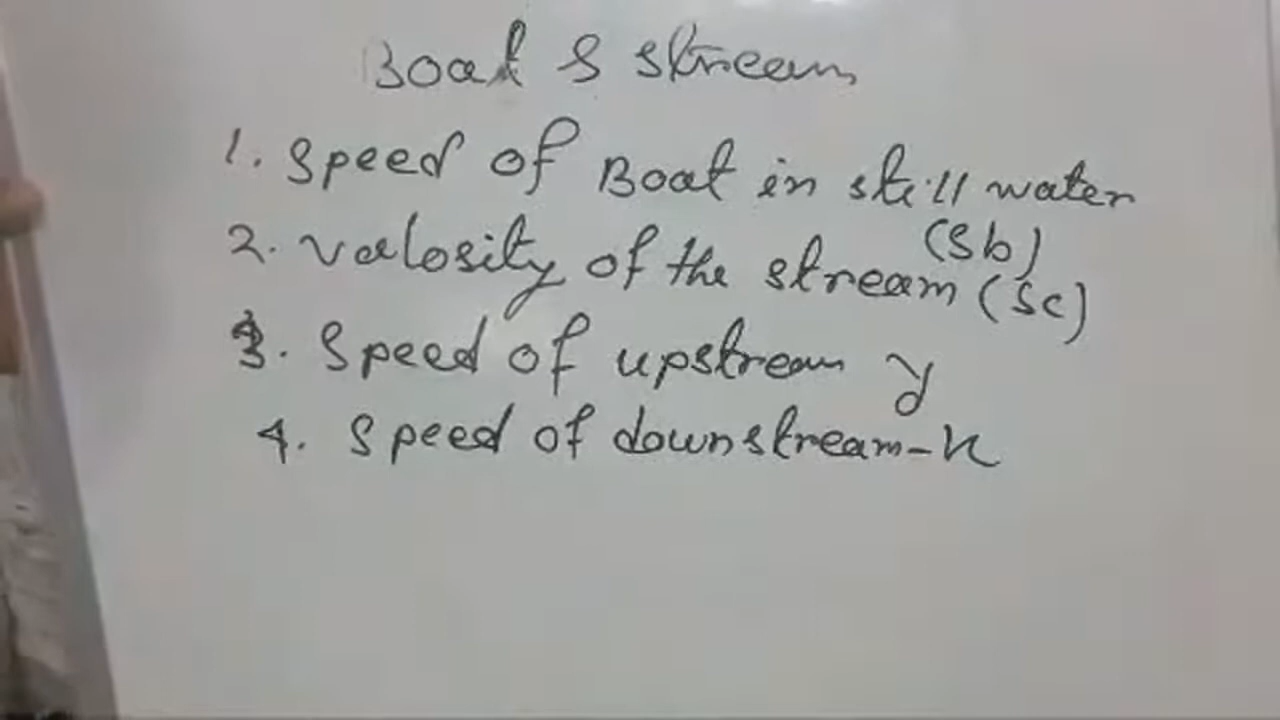 Boat & stream
1. Speed of Boat in still water
(Sb)
2. velosity of the stream (Sc)
3. Speed of upstream y
4. Speed of downstream - x